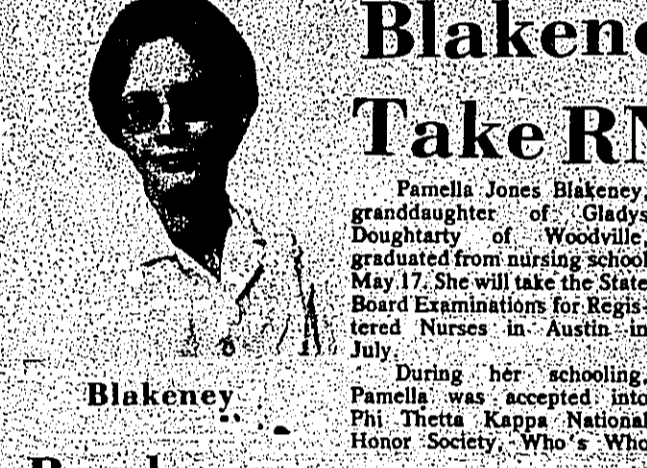 Blaken
Take RN
Pamella Jones Blakeney,
granddaughter of Gladys
Doughtarty of Woodville,
graduated from nursing school
May 17. She will take the State
Board Examinations for Regis-
tered Nurses in Austin in
July.
During her schooling,
Pamella was accepted into
Phi Thetta Kappa National
Honor Society, Who's Who
Blakeney